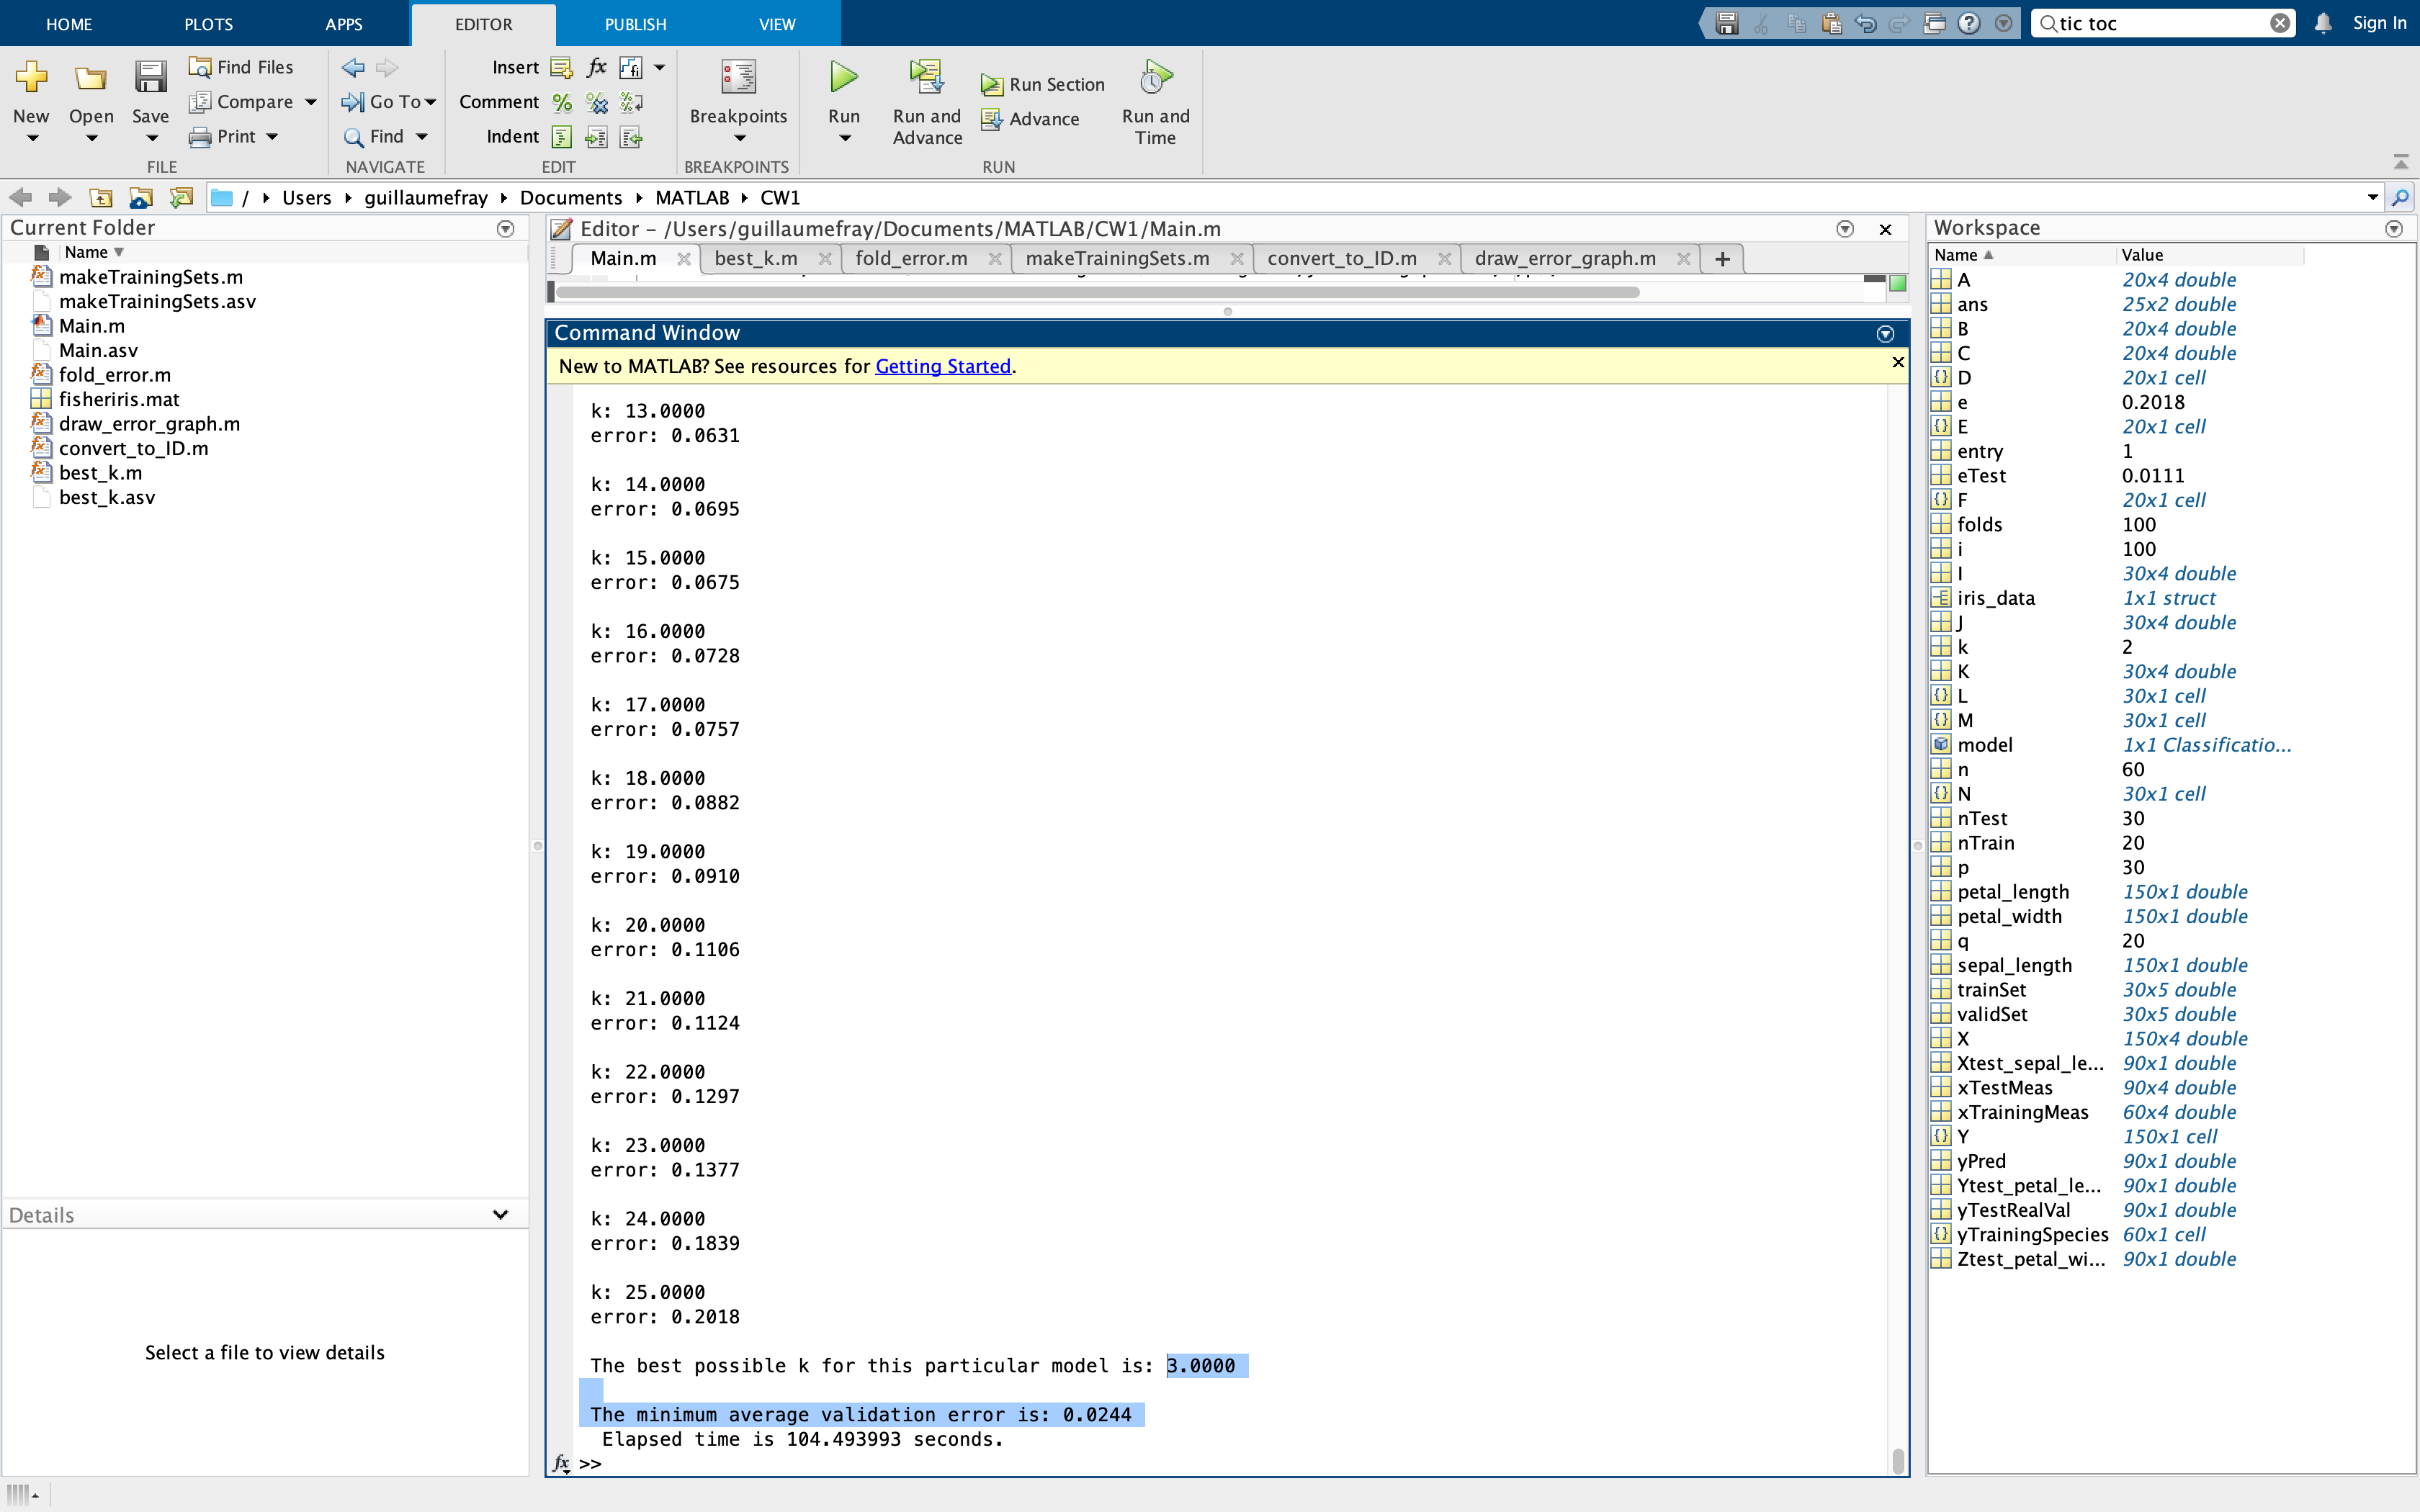 HOME PLOTS APPS EDITOR PUBLISH VIEW tic toc Sign In
New Open Save Find Files Compare Print
FILE
Go To Find
NAVIGATE
Insert fx fi
Comment
Indent
EDIT
Breakpoints
BREAKPOINTS
Run Run and Advance Run Section Advance Run and Time
RUN
/ Users guillaumefray Documents MATLAB CW1
Current Folder
Name
makeTrainingSets.m
makeTrainingSets.asv
Main.m
Main.asv
fold_error.m
fisheriris.mat
draw_error_graph.m
convert_to_ID.m
best_k.m
best_k.asv
Details
Select a file to view details
Editor – /Users/guillaumefray/Documents/MATLAB/CW1/Main.m
Main.m best_k.m fold_error.m makeTrainingSets.m convert_to_ID.m draw_error_graph.m +
Command Window
New to MATLAB? See resources for Getting Started.
k: 13.0000
error: 0.0631
k: 14.0000
error: 0.0695
k: 15.0000
error: 0.0675
k: 16.0000
error: 0.0728
k: 17.0000
error: 0.0757
k: 18.0000
error: 0.0882
k: 19.0000
error: 0.0910
k: 20.0000
error: 0.1106
k: 21.0000
error: 0.1124
k: 22.0000
error: 0.1297
k: 23.0000
error: 0.1377
k: 24.0000
error: 0.1839
k: 25.0000
error: 0.2018
The best possible k for this particular model is: 3.0000
The minimum average validation error is: 0.0244
Elapsed time is 104.493993 seconds.
fx >>
Workspace
Name Value
A 20x4 double
ans 25x2 double
B 20x4 double
C 20x4 double
D 20x1 cell
e 0.2018
E 20x1 cell
entry 1
eTest 0.0111
F 20x1 cell
folds 100
i 100
I 30x4 double
iris_data 1x1 struct
J 30x4 double
k 2
K 30x4 double
L 30x1 cell
M 30x1 cell
model 1x1 Classificatio...
n 60
N 30x1 cell
nTest 30
nTrain 20
p 30
petal_length 150x1 double
petal_width 150x1 double
q 20
sepal_length 150x1 double
trainSet 30x5 double
validSet 30x5 double
X 150x4 double
Xtest_sepal_le... 90x1 double
xTestMeas 90x4 double
xTrainingMeas 60x4 double
Y 150x1 cell
yPred 90x1 double
Ytest_petal_le... 90x1 double
yTestRealVal 90x1 double
yTrainingSpecies 60x1 cell
Ztest_petal_wi... 90x1 double